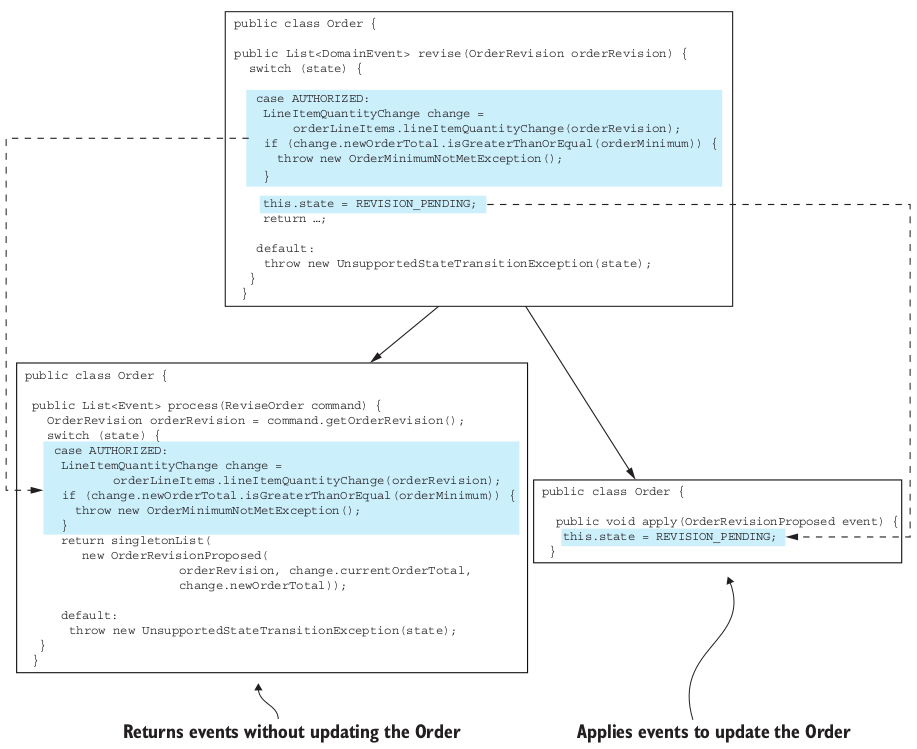 public class Order {
public List<DomainEvent> revise(OrderRevision orderRevision) {
switch (state) {
case AUTHORIZED:
LineItemQuantityChange change =
orderLineItems.lineItemQuantityChange(orderRevision);
if (change.newOrderTotal.isGreaterThanOrEqual(orderMinimum)) {
throw new OrderMinimumNotMetException();
}
this.state = REVISION_PENDING;
return …;
default:
throw new UnsupportedStateTransitionException(state);
}
}
public class Order {
public List<Event> process(ReviseOrder command) {
OrderRevision orderRevision = command.getOrderRevision();
switch (state) {
case AUTHORIZED:
LineItemQuantityChange change =
orderLineItems.lineItemQuantityChange(orderRevision);
if (change.newOrderTotal.isGreaterThanOrEqual(orderMinimum)) {
throw new OrderMinimumNotMetException();
}
return singletonList(
new OrderRevisionProposed(
orderRevision, change.currentOrderTotal,
change.newOrderTotal));
default:
throw new UnsupportedStateTransitionException(state);
}
}
public class Order {
public void apply(OrderRevisionProposed event) {
this.state = REVISION_PENDING;
}
Returns events without updating the Order
Applies events to update the Order